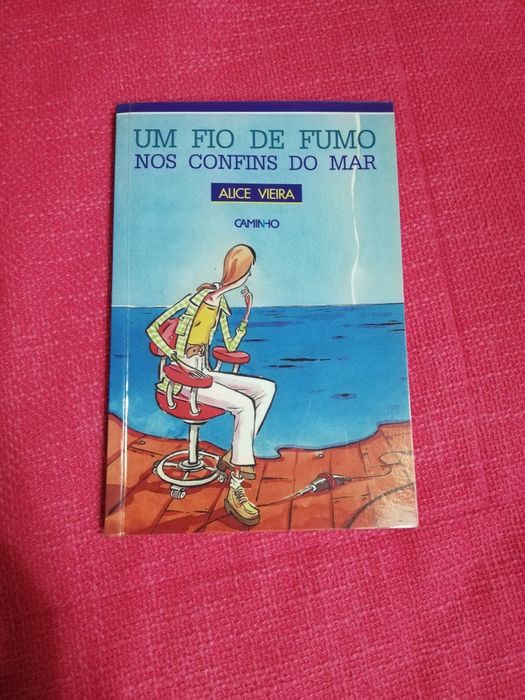 UM FIO DE FUMO
NOS CONFINS DO MAR
ALICE VIEIRA
CAMINHO